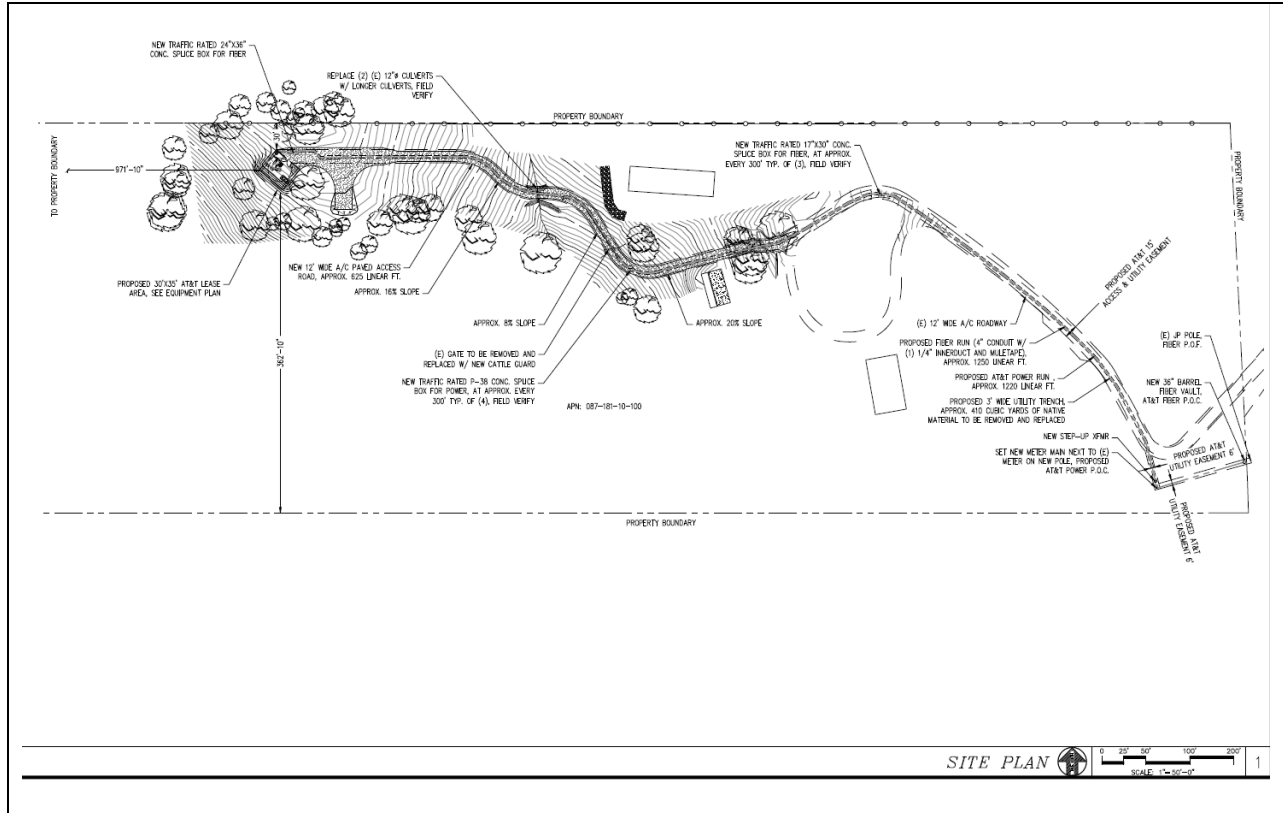 NEW TRAFFIC RATED 24"X36"
CONC. SPLICE BOX FOR FIBER
REPLACE (2) (E) 12"ø CULVERTS
W/ LONGER CULVERTS, FIELD
VERIFY
PROPERTY BOUNDARY
NEW TRAFFIC RATED 17"X30" CONC.
SPLICE BOX FOR FIBER, AT APPROX.
EVERY 300' TYP. OF (3), FIELD VERIFY
TO PROPERTY BOUNDARY
971'-10"
PROPERTY BOUNDARY
PROPOSED 30'X35' AT&T LEASE
AREA, SEE EQUIPMENT PLAN
NEW 12' WIDE A/C PAVED ACCESS
ROAD, APPROX. 625 LINEAR FT.
APPROX. 16% SLOPE
APPROX. 8% SLOPE
APPROX. 20% SLOPE
(E) GATE TO BE REMOVED AND
REPLACED W/ NEW CATTLE GUARD
NEW TRAFFIC RATED P-38 CONC. SPLICE
BOX FOR POWER, AT APPROX. EVERY
300' TYP. OF (4), FIELD VERIFY
APN: 087-181-10-100
362'-10"
PROPOSED AT&T 15'
ACCESS & UTILITY EASEMENT
(E) 12' WIDE A/C ROADWAY
PROPOSED FIBER RUN (4" CONDUIT W/
(1) 1/4" INNERDUCT AND MULETAPE),
APPROX. 1250 LINEAR FT.
PROPOSED AT&T POWER RUN,
APPROX. 1220 LINEAR FT.
PROPOSED 3' WIDE UTILITY TRENCH,
APPROX. 410 CUBIC YARDS OF NATIVE
MATERIAL TO BE REMOVED AND REPLACED
NEW STEP-UP XFMR
SET NEW METER MAIN NEXT TO (E)
METER ON NEW POLE, PROPOSED
AT&T POWER P.O.C.
(E) JP POLE,
FIBER P.O.F.
NEW 36" BARREL
FIBER VAULT,
AT&T FIBER P.O.C.
PROPOSED AT&T
UTILITY EASEMENT 6'
PROPOSED AT&T
UTILITY EASEMENT 6'
PROPERTY BOUNDARY
SITE PLAN
0 25' 50' 100' 200'
SCALE: 1"=50'-0"
1